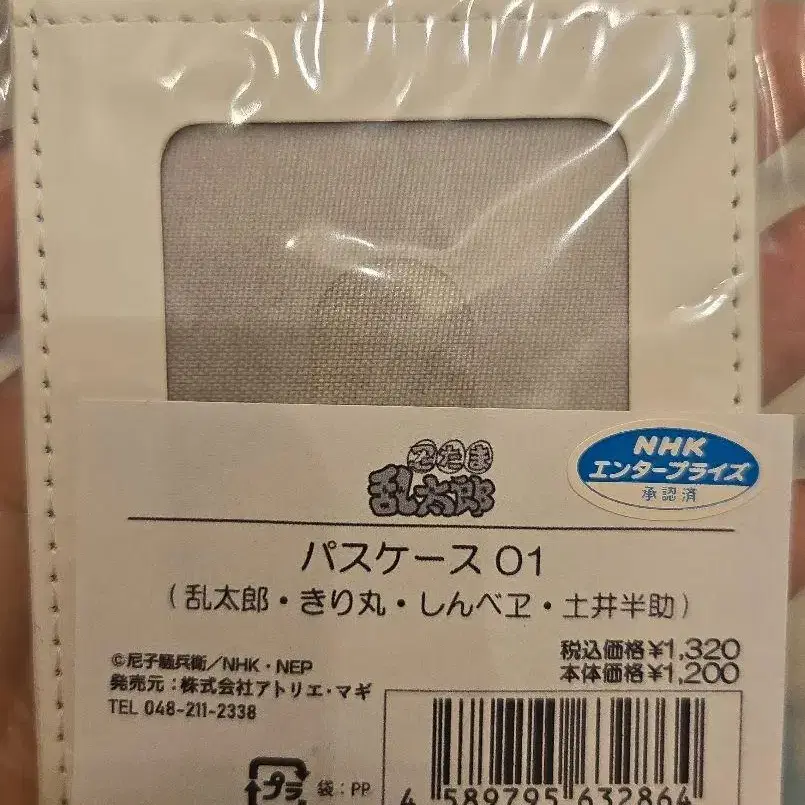 忍たま
乱太郎
NHK
エンタープライズ
承認済
パスケース 01
(乱太郎・きり丸・しんべヱ・土井半助)
税込価格¥1,320
本体価格¥1,200
©尼子騒兵衛/NHK・NEP
発売元:株式会社アトリエ・マギ
TEL 048-211-2338
プラ
袋:PP
4 589795 632864